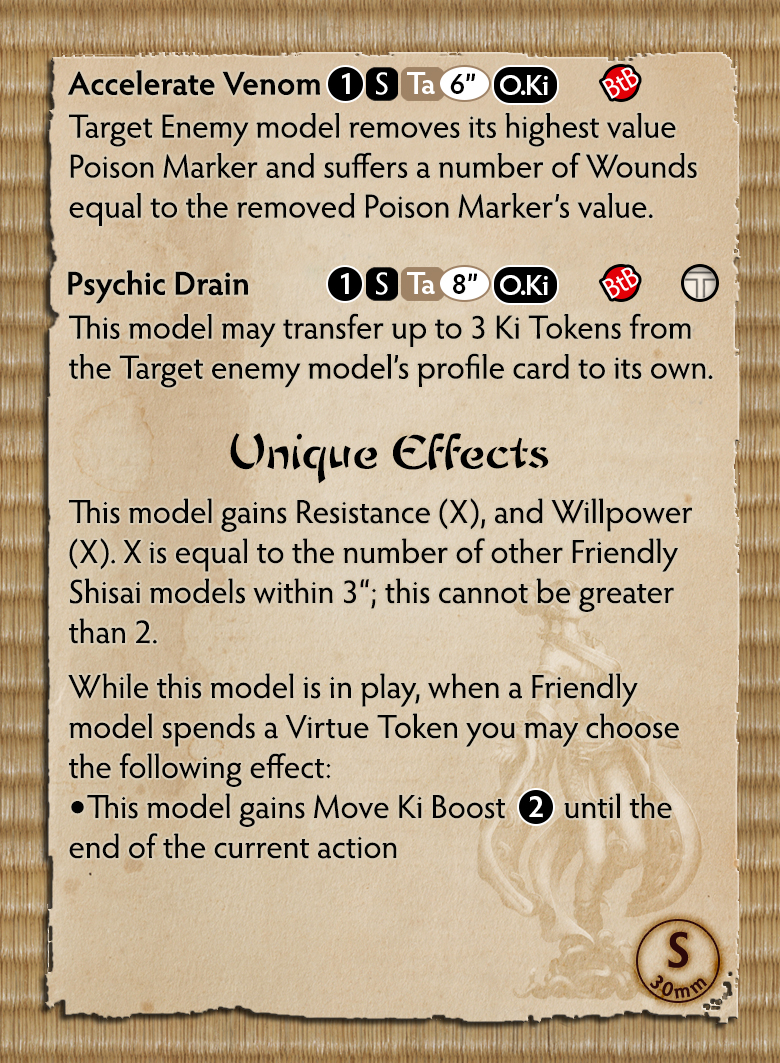 Accelerate Venom 1 S Ta 6” O.Ki BtB
Target Enemy model removes its highest value
Poison Marker and suffers a number of Wounds
equal to the removed Poison Marker’s value.
Psychic Drain 1 S Ta 8” O.Ki BtB T
This model may transfer up to 3 Ki Tokens from
the Target enemy model’s profile card to its own.
Unique Effects
This model gains Resistance (X), and Willpower
(X). X is equal to the number of other Friendly
Shisai models within 3“; this cannot be greater
than 2.
While this model is in play, when a Friendly
model spends a Virtue Token you may choose
the following effect:
•This model gains Move Ki Boost 2 until the
end of the current action
S
30mm